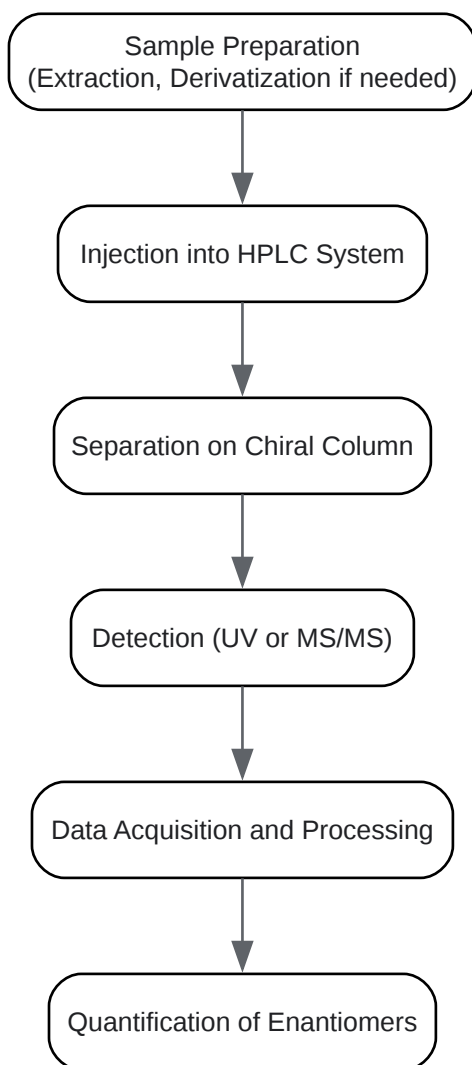 Sample Preparation
(Extraction, Derivatization if needed)
Injection into HPLC System
Separation on Chiral Column
Detection (UV or MS/MS)
Data Acquisition and Processing
Quantification of Enantiomers